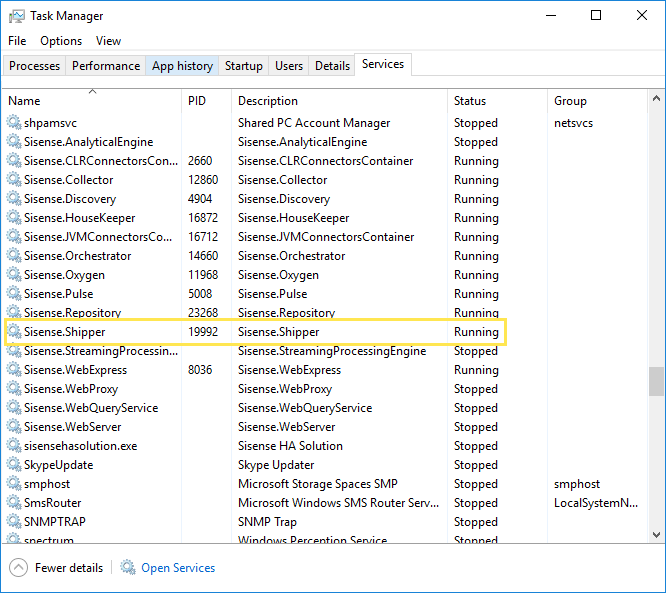 Task Manager
File Options View
Processes Performance App history Startup Users Details Services
Name PID Description Status Group
shpamsvc Shared PC Account Manager Stopped netsvcs
Sisense.AnalyticalEngine Sisense.AnalyticalEngine Stopped
Sisense.CLRConnectorsCon... 2660 Sisense.CLRConnectorsContainer Running
Sisense.Collector 12860 Sisense.Collector Running
Sisense.Discovery 4904 Sisense.Discovery Running
Sisense.HouseKeeper 16872 Sisense.HouseKeeper Running
Sisense.JVMConnectorsCo... 16712 Sisense.JVMConnectorsContainer Running
Sisense.Orchestrator 14660 Sisense.Orchestrator Running
Sisense.Oxygen 11968 Sisense.Oxygen Running
Sisense.Pulse 5008 Sisense.Pulse Running
Sisense.Repository 23268 Sisense.Repository Running
Sisense.Shipper 19992 Sisense.Shipper Running
Sisense.StreamingProcessin... Sisense.StreamingProcessingEngine Stopped
Sisense.WebExpress 8036 Sisense.WebExpress Running
Sisense.WebProxy Sisense.WebProxy Stopped
Sisense.WebQueryService Sisense.WebQueryService Stopped
Sisense.WebServer Sisense.WebServer Stopped
sisensehasolution.exe Sisense HA Solution Stopped
SkypeUpdate Skype Updater Stopped
smphost Microsoft Storage Spaces SMP Stopped smphost
SmsRouter Microsoft Windows SMS Router Serv... Stopped LocalSystemN...
SNMPTRAP SNMP Trap Stopped
spectrum Windows Perception Service Stopped
Fewer details Open Services